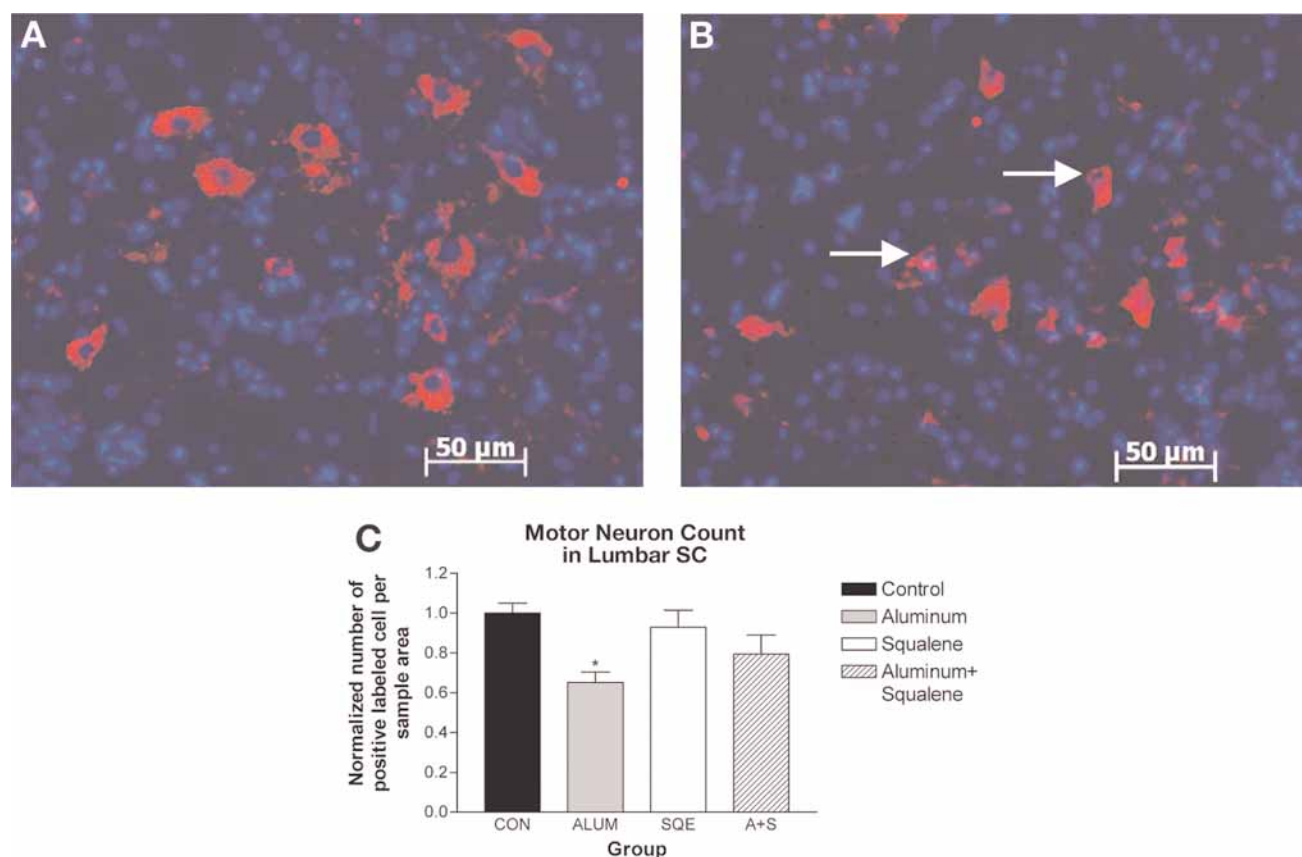 A
B
50 µm
50 µm
C
Motor Neuron Count
in Lumbar SC
Normalized number of
positive labeled cell per
sample area
1.2
1.0
0.8
0.6
0.4
0.2
0.0
*
CON ALUM SQE A+S
Group
Control
Aluminum
Squalene
Aluminum+
Squalene